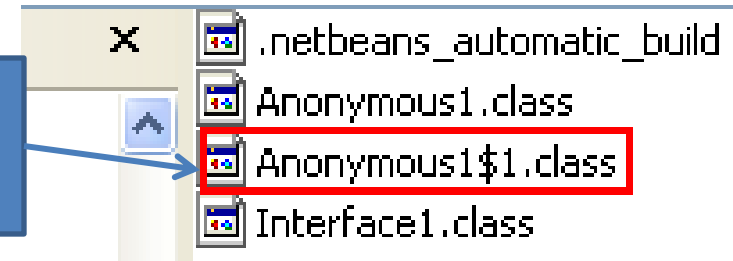 .netbeans_automatic_build
Anonymous1.class
Anonymous1$1.class
Interface1.class